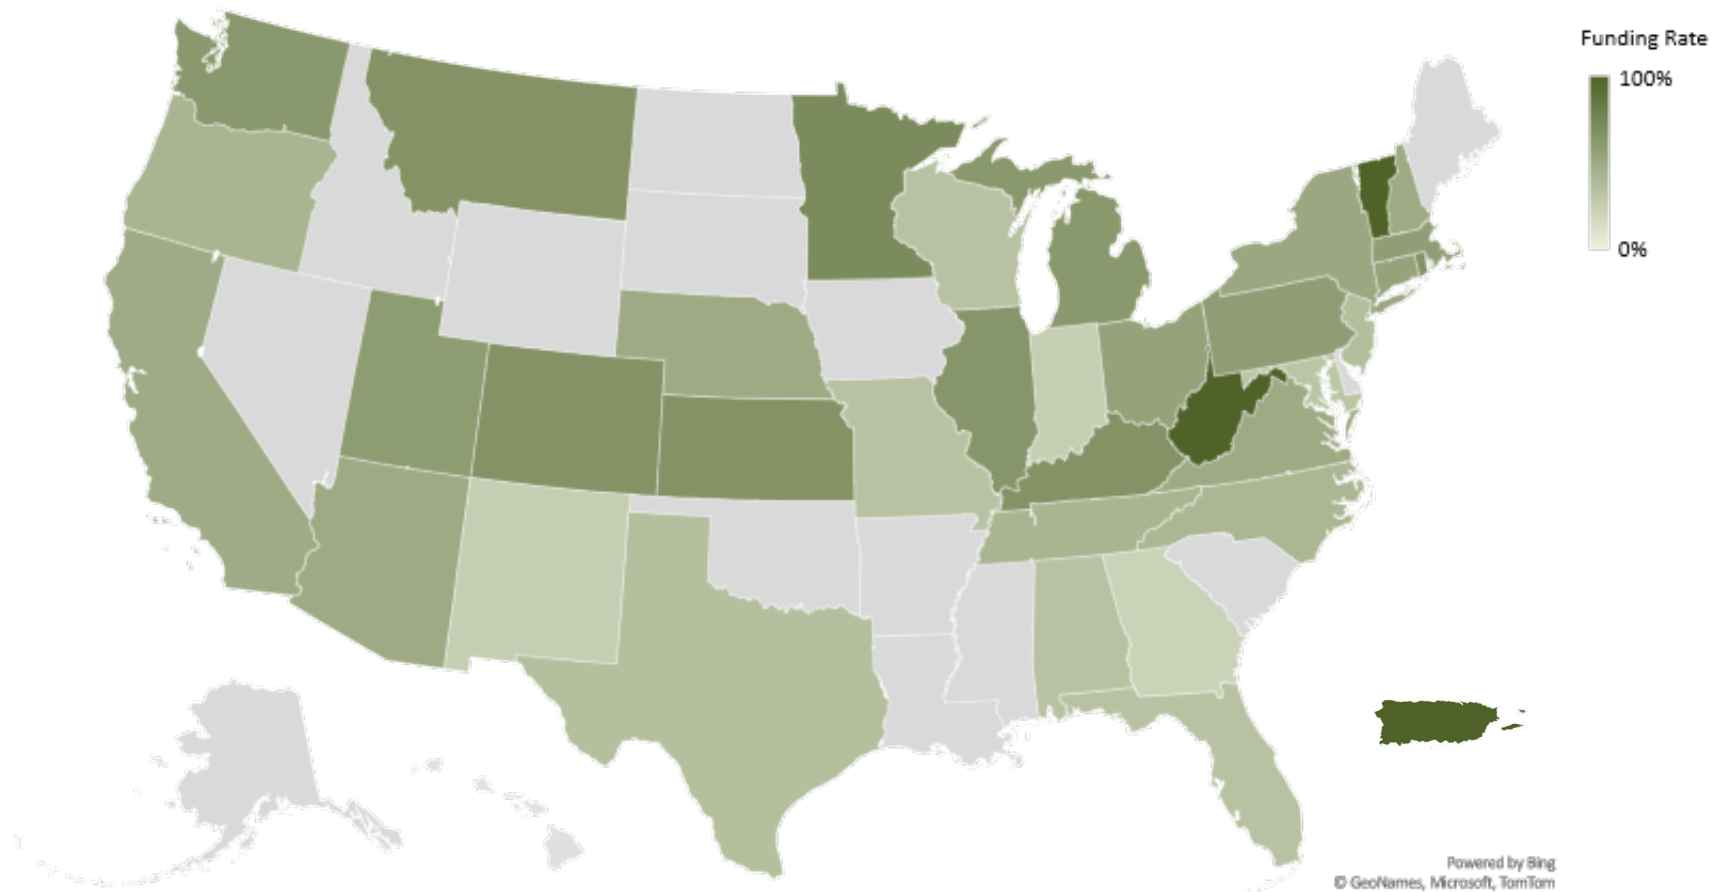 Funding Rate
100%
0%
Powered by Bing
© GeoNames, Microsoft, TomTom